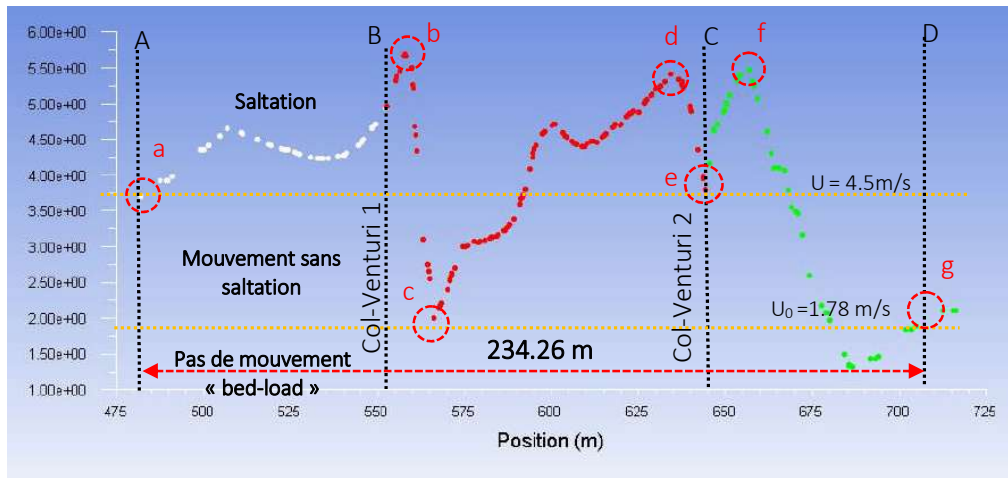 6.00e+00
5.50e+00
5.00e+00
4.50e+00
4.00e+00
3.50e+00
3.00e+00
2.50e+00
2.00e+00
1.50e+00
1.00e+00
A
B
b
d
C
f
D
Saltation
a
e
U = 4.5m/s
Mouvement sans
saltation
Col-Venturi 1
Col-Venturi 2
c
g
U₀ =1.78 m/s
234.26 m
Pas de mouvement
« bed-load »
475
500
525
550
575
600
625
650
675
700
725
Position (m)